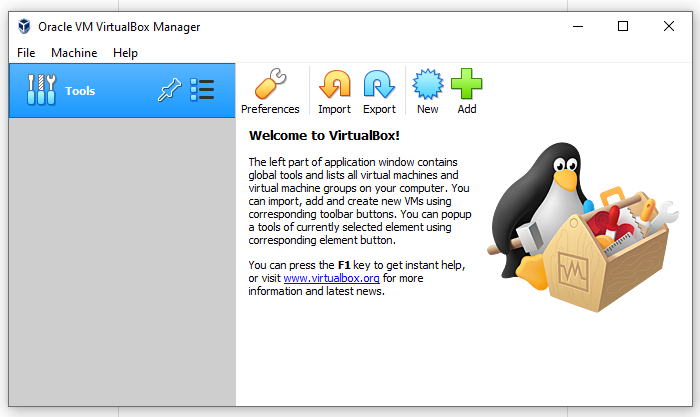 Oracle VM VirtualBox Manager
File Machine Help
Tools
Preferences Import Export New Add
Welcome to VirtualBox!
The left part of application window contains
global tools and lists all virtual machines and
virtual machine groups on your computer. You
can import, add and create new VMs using
corresponding toolbar buttons. You can popup
a tools of currently selected element using
corresponding element button.
You can press the F1 key to get instant help,
or visit www.virtualbox.org for more
information and latest news.
VM